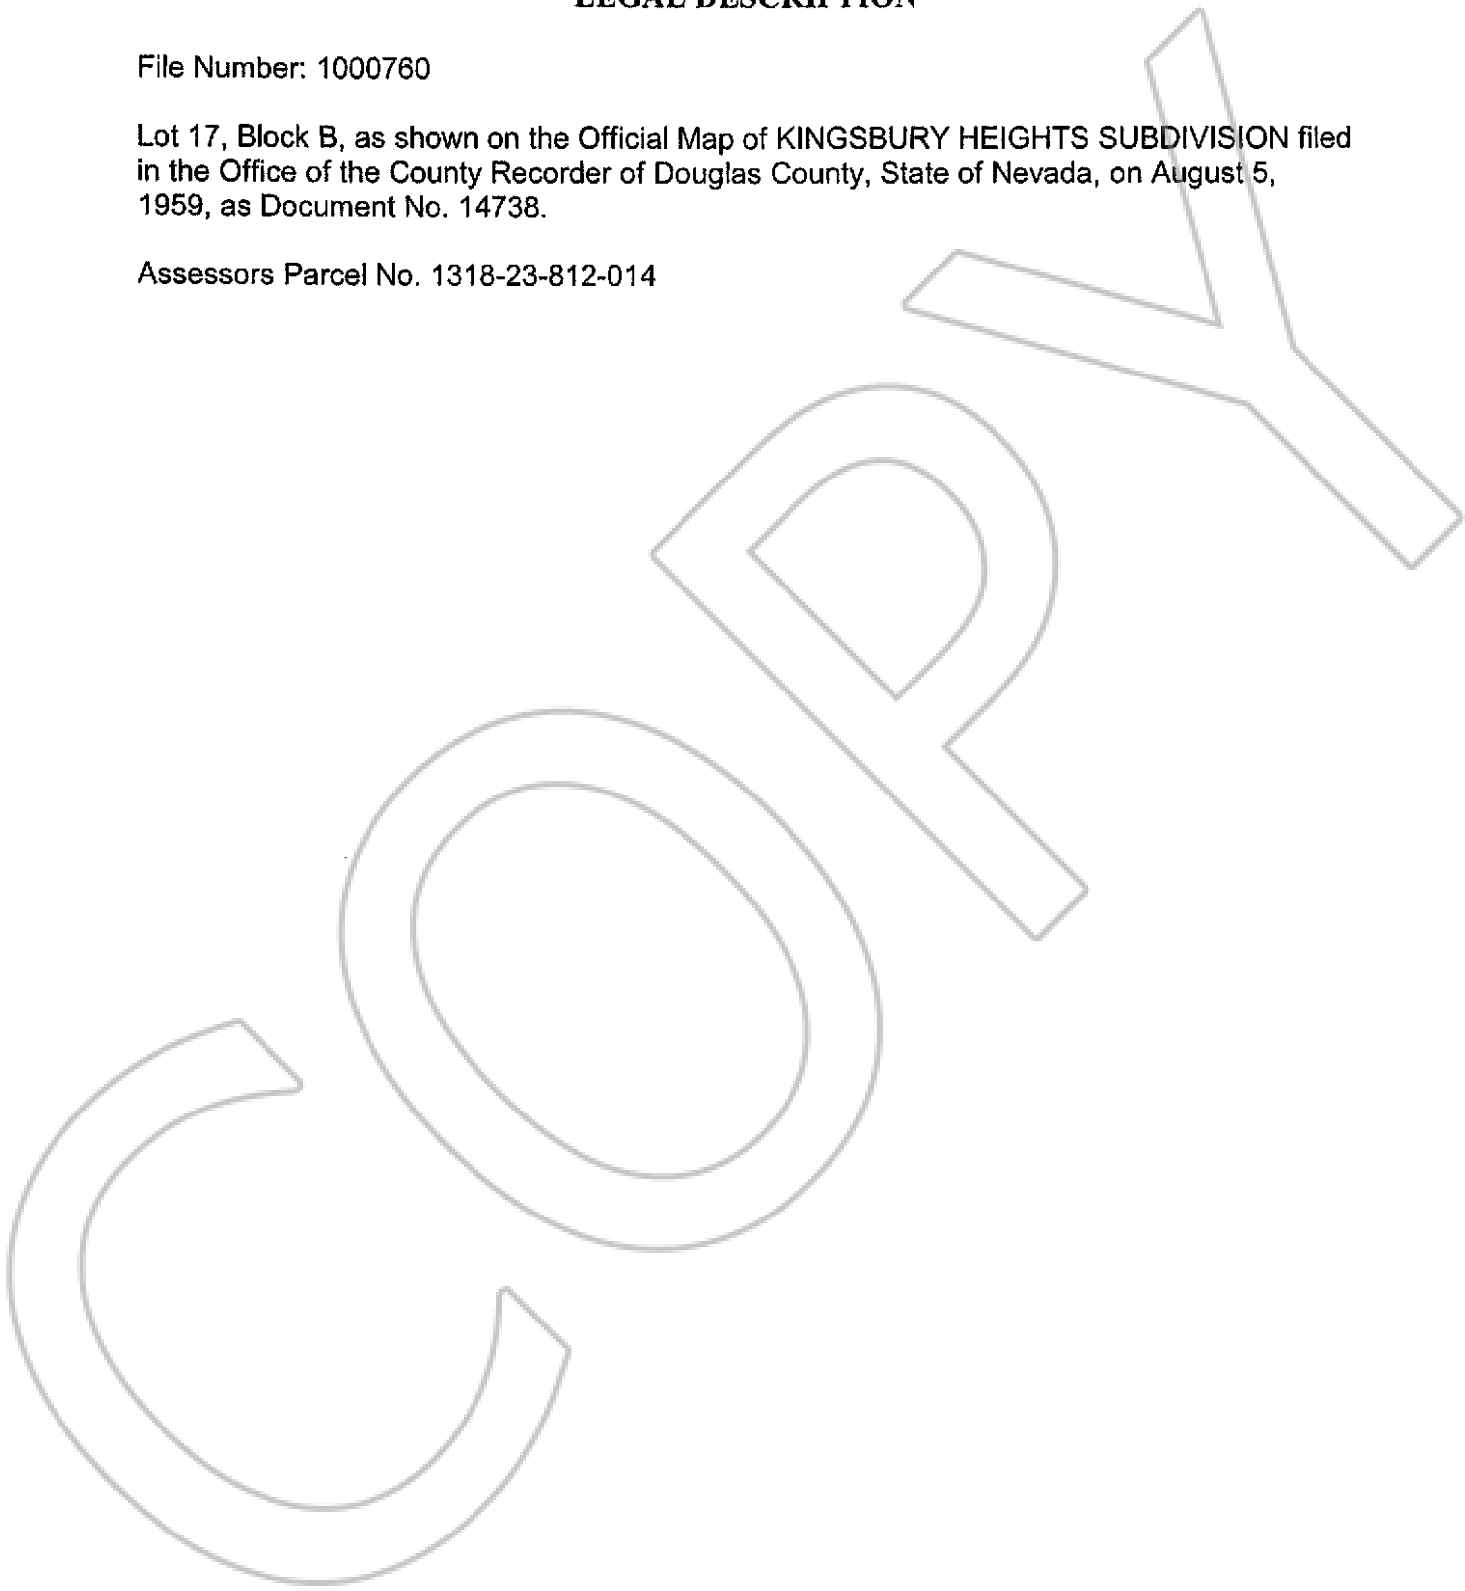 LEGAL DESCRIPTION
File Number: 1000760
Lot 17, Block B, as shown on the Official Map of KINGSBURY HEIGHTS SUBDIVISION filed
in the Office of the County Recorder of Douglas County, State of Nevada, on August 5,
1959, as Document No. 14738.
Assessors Parcel No. 1318-23-812-014
COPY